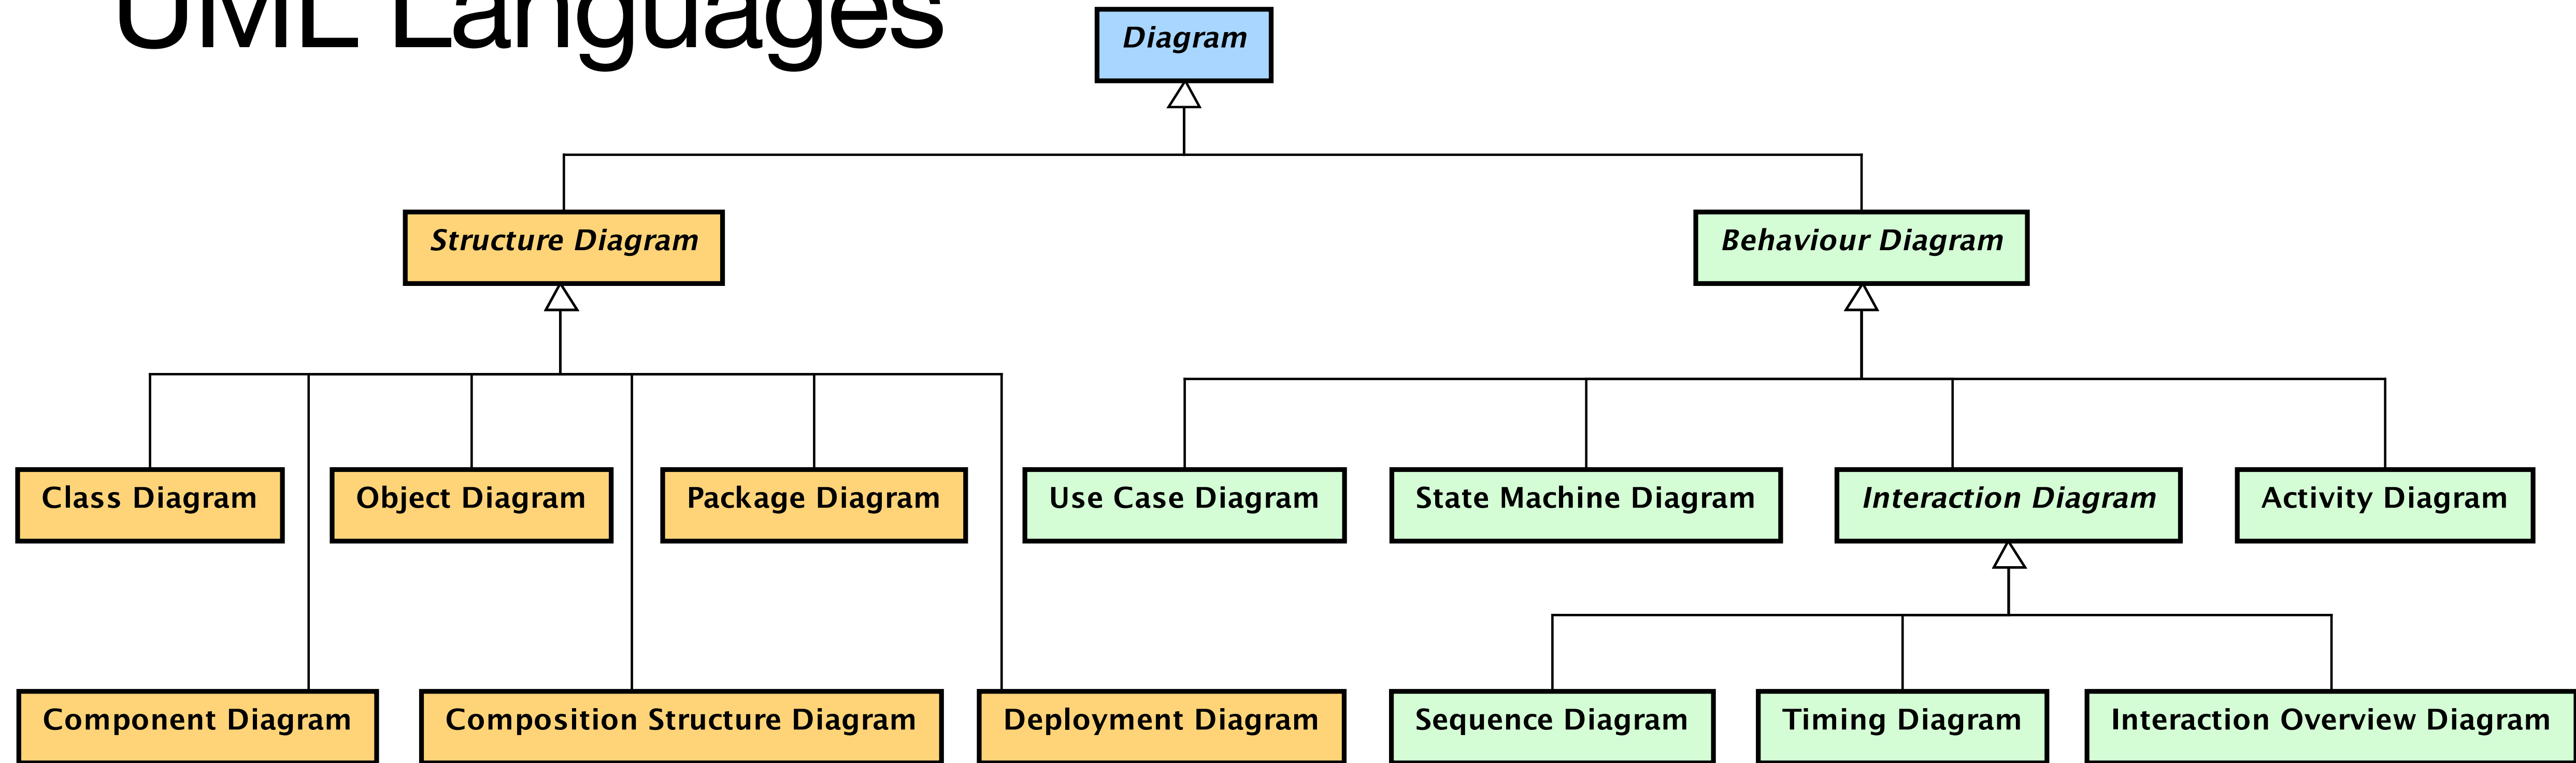 UML Languages
Diagram
Structure Diagram
Behaviour Diagram
Class Diagram
Object Diagram
Package Diagram
Use Case Diagram
State Machine Diagram
Interaction Diagram
Activity Diagram
Component Diagram
Composition Structure Diagram
Deployment Diagram
Sequence Diagram
Timing Diagram
Interaction Overview Diagram